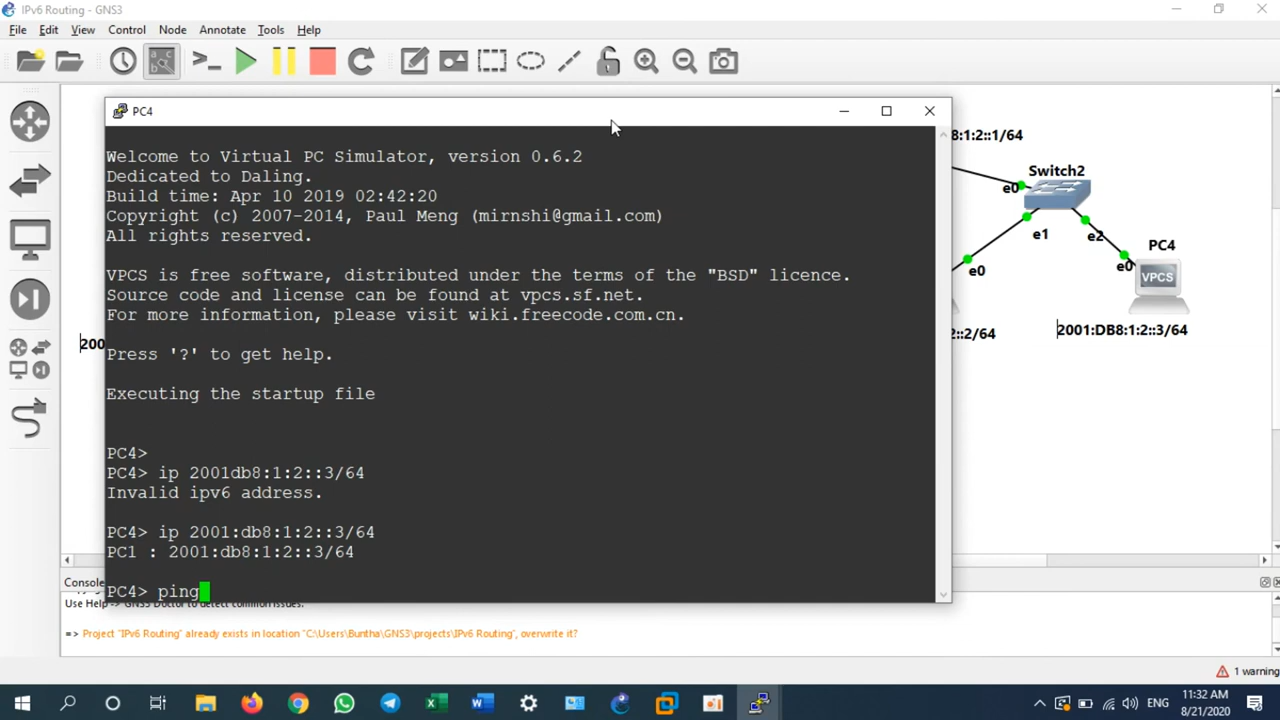 IPv6 Routing - GNS3
File Edit View Control Node Annotate Tools Help
PC4
Welcome to Virtual PC Simulator, version 0.6.2
Dedicated to Daling.
Build time: Apr 10 2019 02:42:20
Copyright (c) 2007-2014, Paul Meng (mirnshi@gmail.com)
All rights reserved.
VPCS is free software, distributed under the terms of the "BSD" licence.
Source code and license can be found at vpcs.sf.net.
For more information, please visit wiki.freecode.com.cn.
Press '?' to get help.
Executing the startup file
PC4>
PC4> ip 2001db8:1:2::3/64
Invalid ipv6 address.
PC4> ip 2001:db8:1:2::3/64
PC1 : 2001:db8:1:2::3/64
PC4> ping
8:1:2::1/64
Switch2
e0
e1
e2
e0
e0
PC4
VPCS
::2/64
2001:DB8:1:2::3/64
200
Console
Use Help -> GNS3 Doctor to detect common issues.
=> Project "IPv6 Routing" already exists in location "C:\Users\Buntha\GNS3\projects\IPv6 Routing", overwrite it?
1 warning
ENG
11:32 AM
8/21/2020